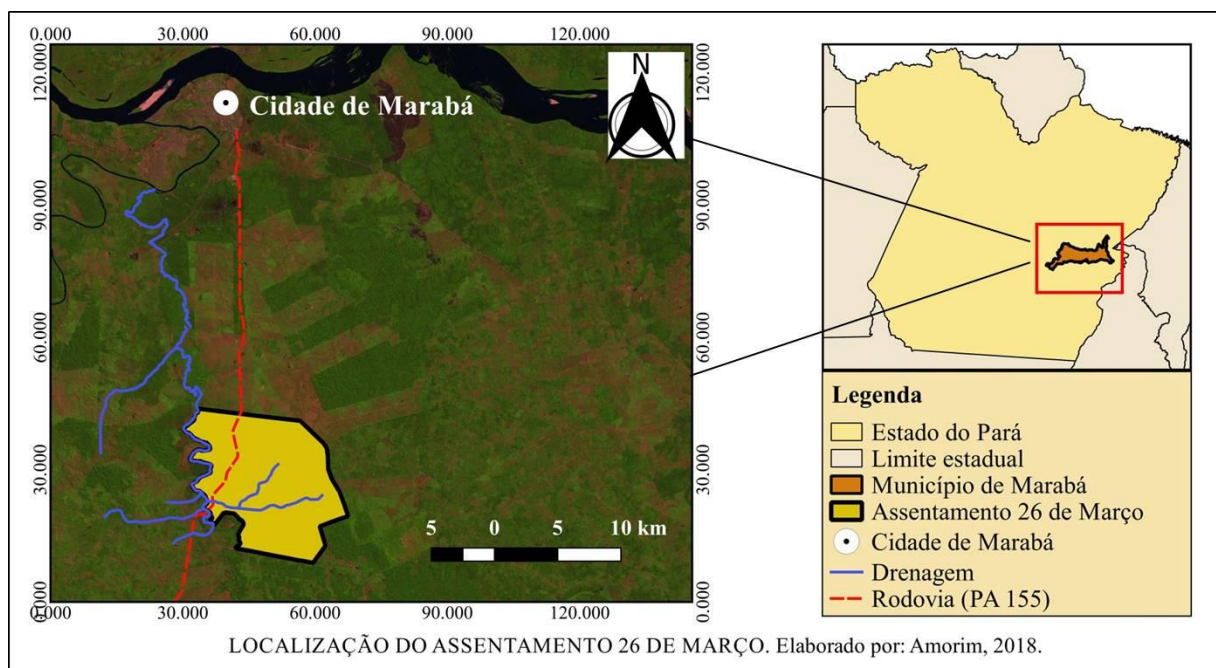 0.000 30.000 60.000 90.000 120.000
120.000
90.000
60.000
30.000
0.000
N
Cidade de Marabá
120.000
90.000
60.000
30.000
0.000
5 0 5 10 km
0.000 30.000 60.000 90.000 120.000
Legenda
Estado do Pará
Limite estadual
Município de Marabá
Assentamento 26 de Março
Cidade de Marabá
Drenagem
Rodovia (PA 155)
LOCALIZAÇÃO DO ASSENTAMENTO 26 DE MARÇO. Elaborado por: Amorim, 2018.